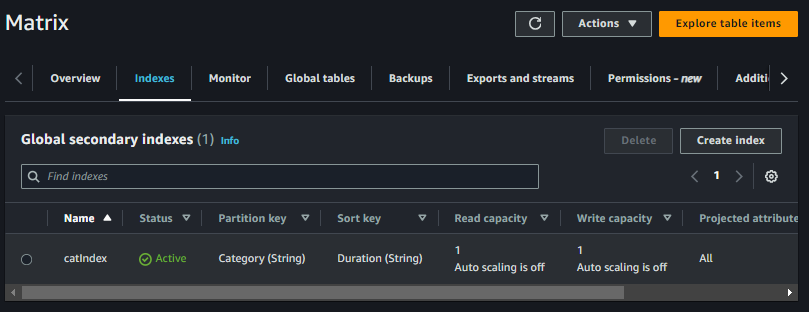 Matrix
Actions
Explore table items
Overview Indexes Monitor Global tables Backups Exports and streams Permissions - new Additi
Global secondary indexes (1) Info
Delete Create index
Find indexes
1
Name Status Partition key Sort key Read capacity Write capacity Projected attribute
catIndex Active Category (String) Duration (String) 1 1 All
Auto scaling is off Auto scaling is off